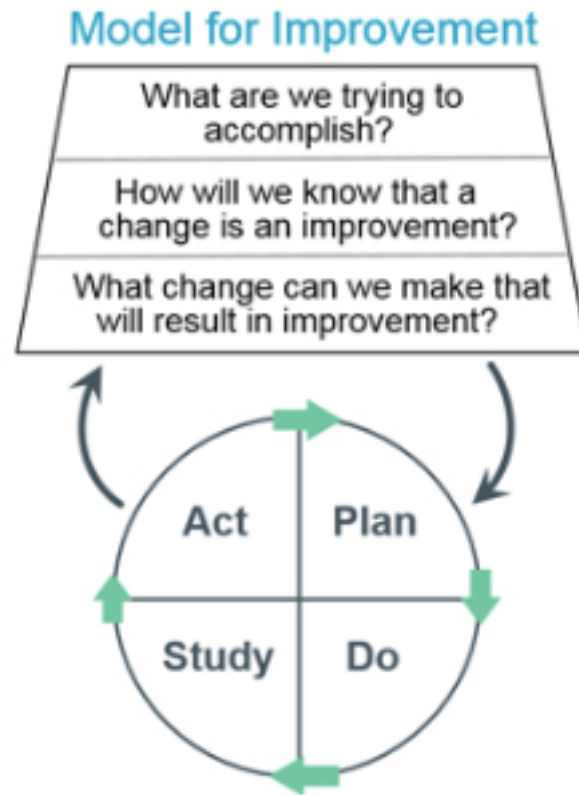 Model for Improvement
What are we trying to
accomplish?
How will we know that a
change is an improvement?
What change can we make that
will result in improvement?
Act
Plan
Study
Do